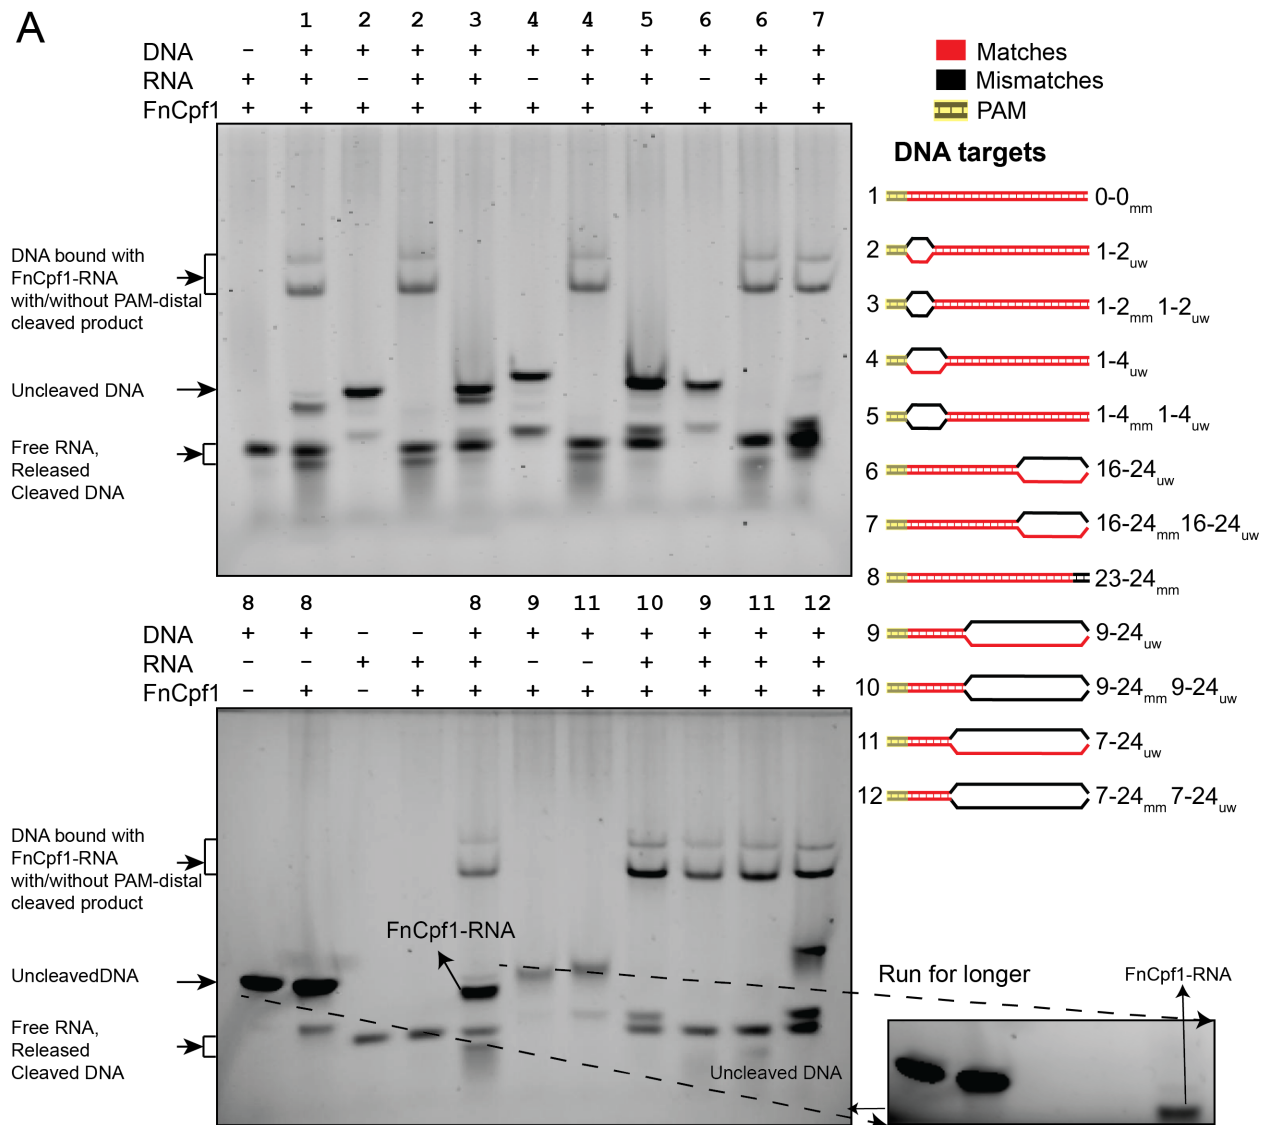 A
1 2 2 3 4 4 5 6 6 7
DNA - + + + + + + + + + +
RNA + + - + + - + + - + +
FnCpf1 + + + + + + + + + + +
DNA bound with
FnCpf1-RNA
with/without PAM-distal
cleaved product
Uncleaved DNA
Free RNA,
Released
Cleaved DNA
Matches
Mismatches
PAM
DNA targets
1 0-0mm
2 1-2uw
3 1-2mm 1-2uw
4 1-4uw
5 1-4mm 1-4uw
6 16-24uw
7 16-24mm 16-24uw
8 23-24mm
9 9-24uw
10 9-24mm 9-24uw
11 7-24uw
12 7-24mm 7-24uw
8 8 8 9 11 10 9 11 12
DNA + + - - + + + + + + +
RNA - - + + + - - + + + +
FnCpf1 - + - + + + + + + + +
DNA bound with
FnCpf1-RNA
with/without PAM-distal
cleaved product
UncleavedDNA
Free RNA,
Released
Cleaved DNA
FnCpf1-RNA
Uncleaved DNA
Run for longer
FnCpf1-RNA